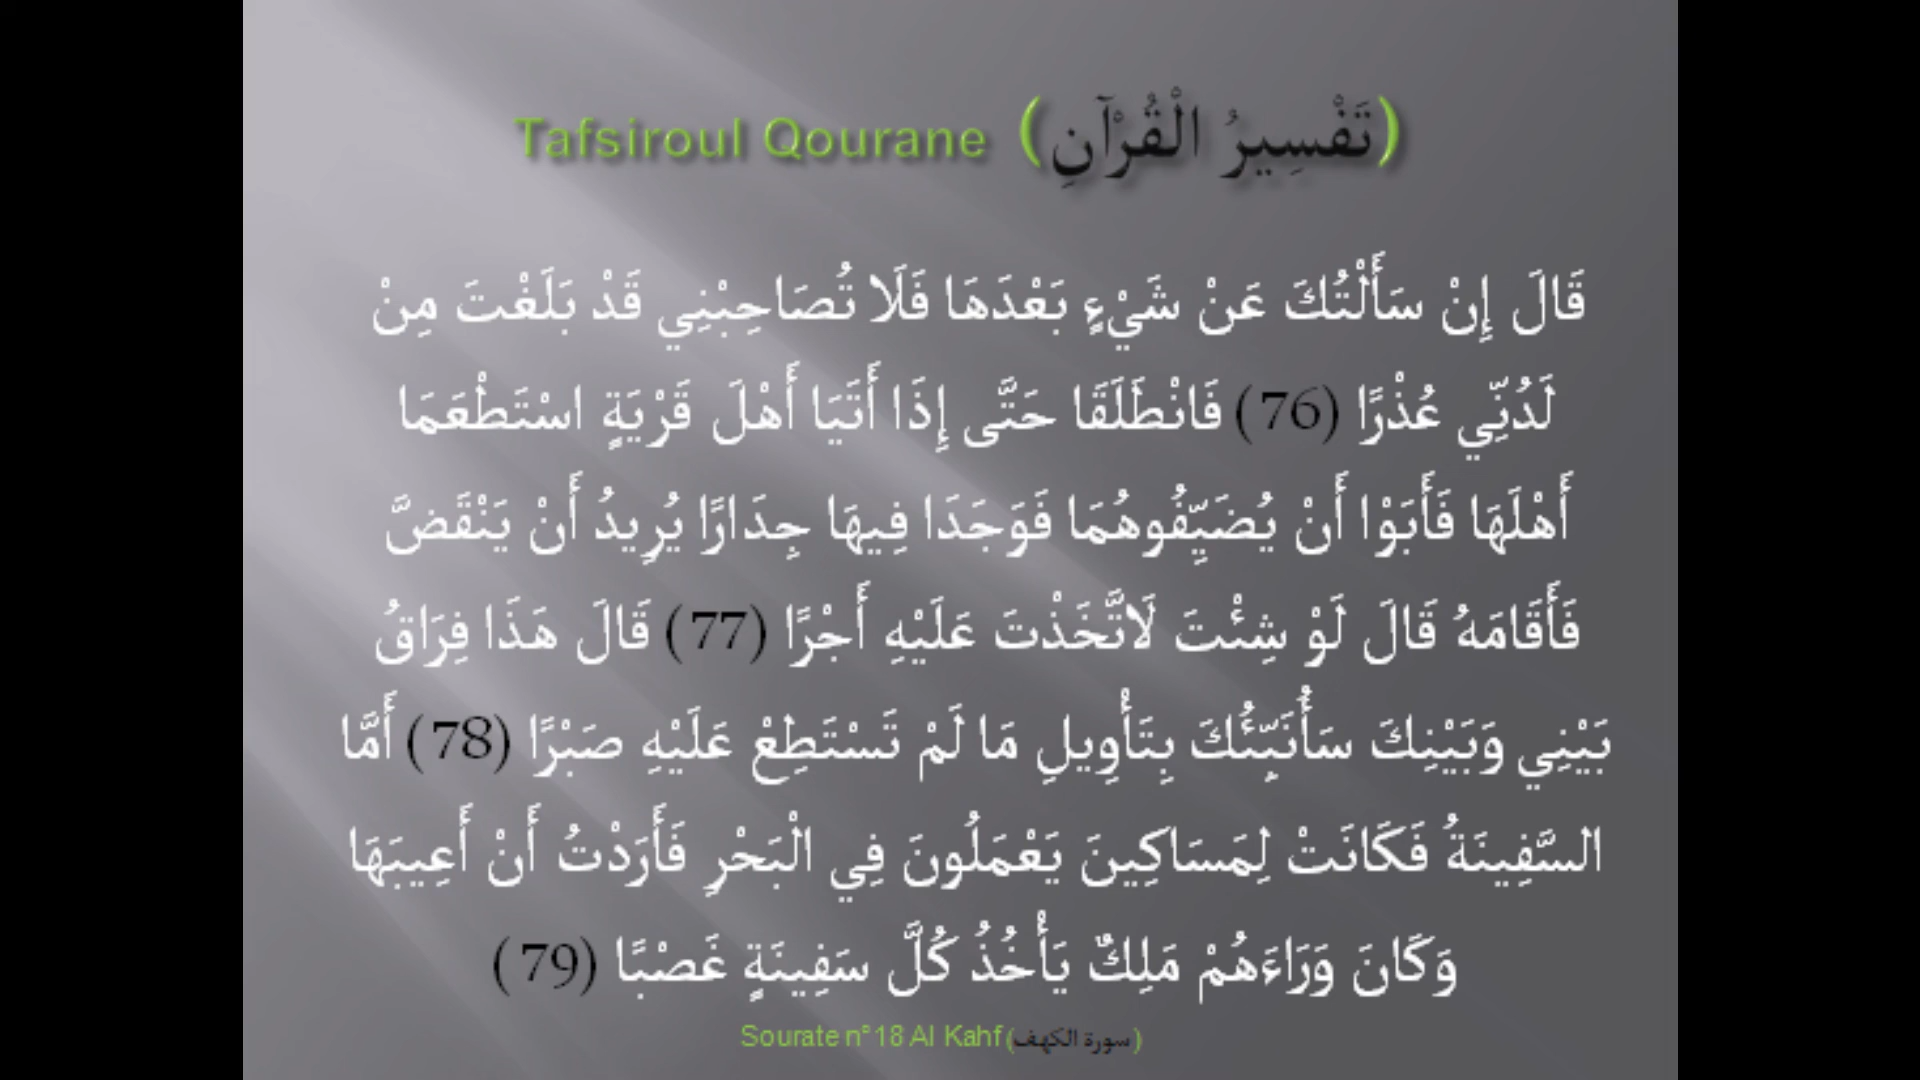 Tafsiroul Qourane (تَفْسِيرُ الْقُرْآنِ)
قَالَ إِنْ سَأَلْتُكَ عَنْ شَيْءٍ بَعْدَهَا فَلَا تُصَاحِبْنِي قَدْ بَلَغْتَ مِنْ
لَدُنِّي عُذْرًا (76) فَانْطَلَقَا حَتَّى إِذَا أَتَيَا أَهْلَ قَرْيَةٍ اسْتَطْعَمَا
أَهْلَهَا فَأَبَوْا أَنْ يُضَيِّفُوهُمَا فَوَجَدَا فِيهَا جِدَارًا يُرِيدُ أَنْ يَنْقَضَّ
فَأَقَامَهُ قَالَ لَوْ شِئْتَ لَاتَّخَذْتَ عَلَيْهِ أَجْرًا (77) قَالَ هَذَا فِرَاقُ
بَيْنِي وَبَيْنِكَ سَأُنَبِّئُكَ بِتَأْوِيلِ مَا لَمْ تَسْتَطِعْ عَلَيْهِ صَبْرًا (78) أَمَّا
السَّفِينَةُ فَكَانَتْ لِمَسَاكِينَ يَعْمَلُونَ فِي الْبَحْرِ فَأَرَدْتُ أَنْ أَعِيبَهَا
وَكَانَ وَرَاءَهُمْ مَلِكٌ يَأْخُذُ كُلَّ سَفِينَةٍ غَصْبًا (79)
Sourate n°18 Al Kahf (سورة الكهف)